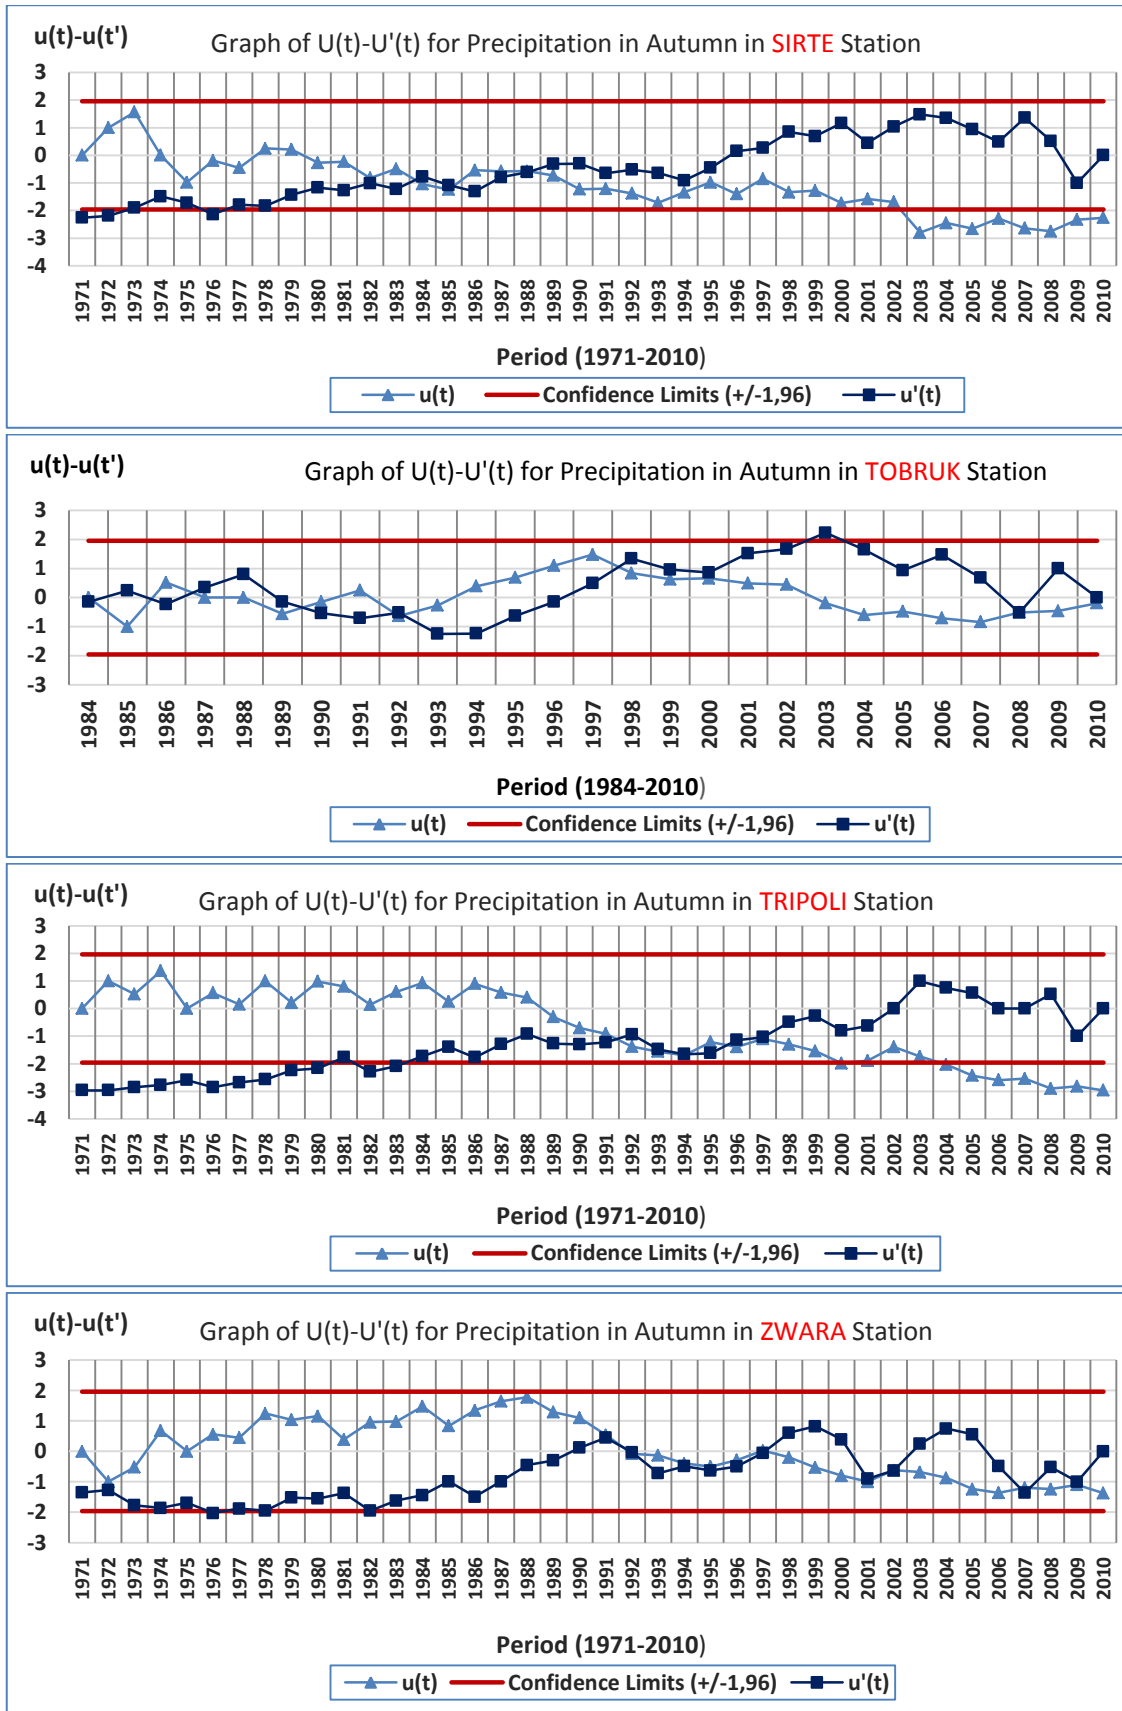 u(t)-u(t')
Graph of U(t)-U'(t) for Precipitation in Autumn in SIRTE Station
3
2
1
0
-1
-2
-3
-4
1971 1972 1973 1974 1975 1976 1977 1978 1979 1980 1981 1982 1983 1984 1985 1986 1987 1988 1989 1990 1991 1992 1993 1994 1995 1996 1997 1998 1999 2000 2001 2002 2003 2004 2005 2006 2007 2008 2009 2010
Period (1971-2010)
u(t) Confidence Limits (+/-1,96) u'(t)
u(t)-u(t')
Graph of U(t)-U'(t) for Precipitation in Autumn in TOBRUK Station
3
2
1
0
-1
-2
-3
1984 1985 1986 1987 1988 1989 1990 1991 1992 1993 1994 1995 1996 1997 1998 1999 2000 2001 2002 2003 2004 2005 2006 2007 2008 2009 2010
Period (1984-2010)
u(t) Confidence Limits (+/-1,96) u'(t)
u(t)-u(t')
Graph of U(t)-U'(t) for Precipitation in Autumn in TRIPOLI Station
3
2
1
0
-1
-2
-3
-4
1971 1972 1973 1974 1975 1976 1977 1978 1979 1980 1981 1982 1983 1984 1985 1986 1987 1988 1989 1990 1991 1992 1993 1994 1995 1996 1997 1998 1999 2000 2001 2002 2003 2004 2005 2006 2007 2008 2009 2010
Period (1971-2010)
u(t) Confidence Limits (+/-1,96) u'(t)
u(t)-u(t')
Graph of U(t)-U'(t) for Precipitation in Autumn in ZWARA Station
3
2
1
0
-1
-2
-3
1971 1972 1973 1974 1975 1976 1977 1978 1979 1980 1981 1982 1983 1984 1985 1986 1987 1988 1989 1990 1991 1992 1993 1994 1995 1996 1997 1998 1999 2000 2001 2002 2003 2004 2005 2006 2007 2008 2009 2010
Period (1971-2010)
u(t) Confidence Limits (+/-1,96) u'(t)